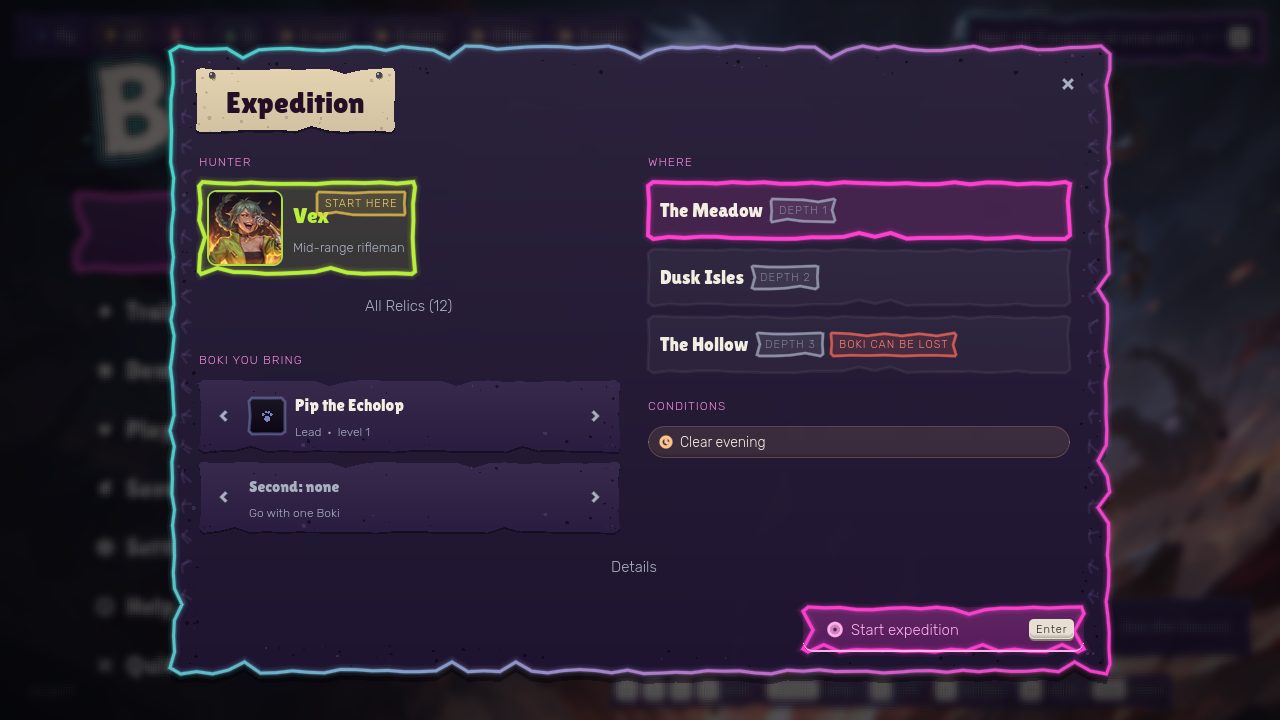 Expedition
HUNTER
START HERE
Vex
Mid-range rifleman
All Relics (12)
BOKI YOU BRING
Pip the Echolop
Lead • level 1
Second: none
Go with one Boki
WHERE
The Meadow DEPTH 1
Dusk Isles DEPTH 2
The Hollow DEPTH 3 BOKI CAN BE LOST
CONDITIONS
Clear evening
Details
Start expedition Enter